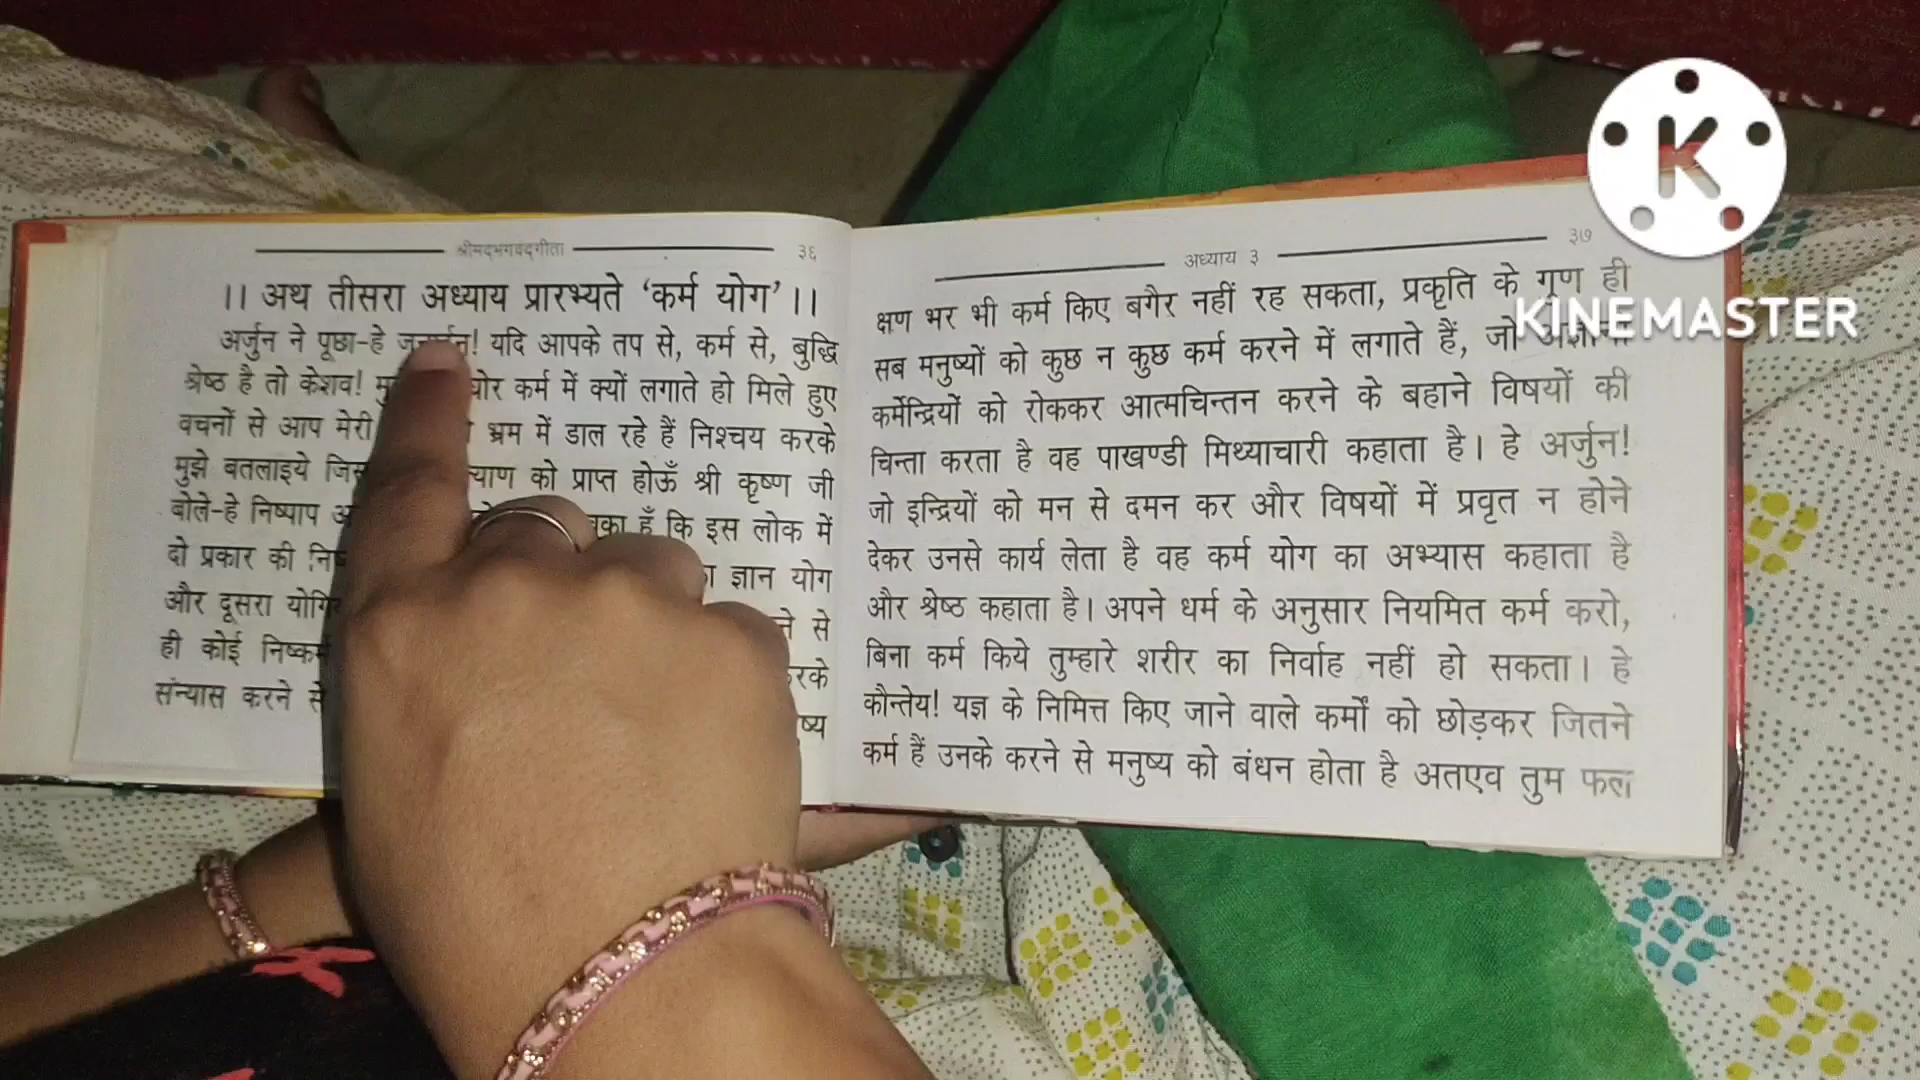 श्रीमद्भगवद्गीता ३६
।। अथ तीसरा अध्याय प्रारभ्यते ‘कर्म योग’ ।।
अर्जुन ने पूछा-हे जनार्दन! यदि आपके तप से, कर्म से, बुद्धि
श्रेष्ठ है तो केशव! घोर कर्म में क्यों लगाते हो मिले हुए
वचनों से आप मेरी भ्रम में डाल रहे हैं निश्चय करके
मुझे बतलाइये को प्राप्त होऊँ श्री कृष्ण जी
बोले-हे निष्पाप हूँ कि इस लोक में
दो प्रकार की ज्ञान योग
और दूसरा
से
ही कोई
संन्यास करने से
अध्याय ३ ३७
क्षण भर भी कर्म किए बगैर नहीं रह सकता, प्रकृति के गुण ही
सब मनुष्यों को कुछ न कुछ कर्म करने में लगाते हैं, जो
कर्मेन्द्रियों को रोककर आत्मचिन्तन करने के बहाने विषयों की
चिन्ता करता है वह पाखण्डी मिथ्याचारी कहाता है। हे अर्जुन!
जो इन्द्रियों को मन से दमन कर और विषयों में प्रवृत न होने
देकर उनसे कार्य लेता है वह कर्म योग का अभ्यास कहाता है
और श्रेष्ठ कहाता है। अपने धर्म के अनुसार नियमित कर्म करो,
बिना कर्म किये तुम्हारे शरीर का निर्वाह नहीं हो सकता। हे
कौन्तेय! यज्ञ के निमित्त किए जाने वाले कर्मों को छोड़कर जितने
कर्म हैं उनके करने से मनुष्य को बंधन होता है अतएव तुम फल
KINEMASTER